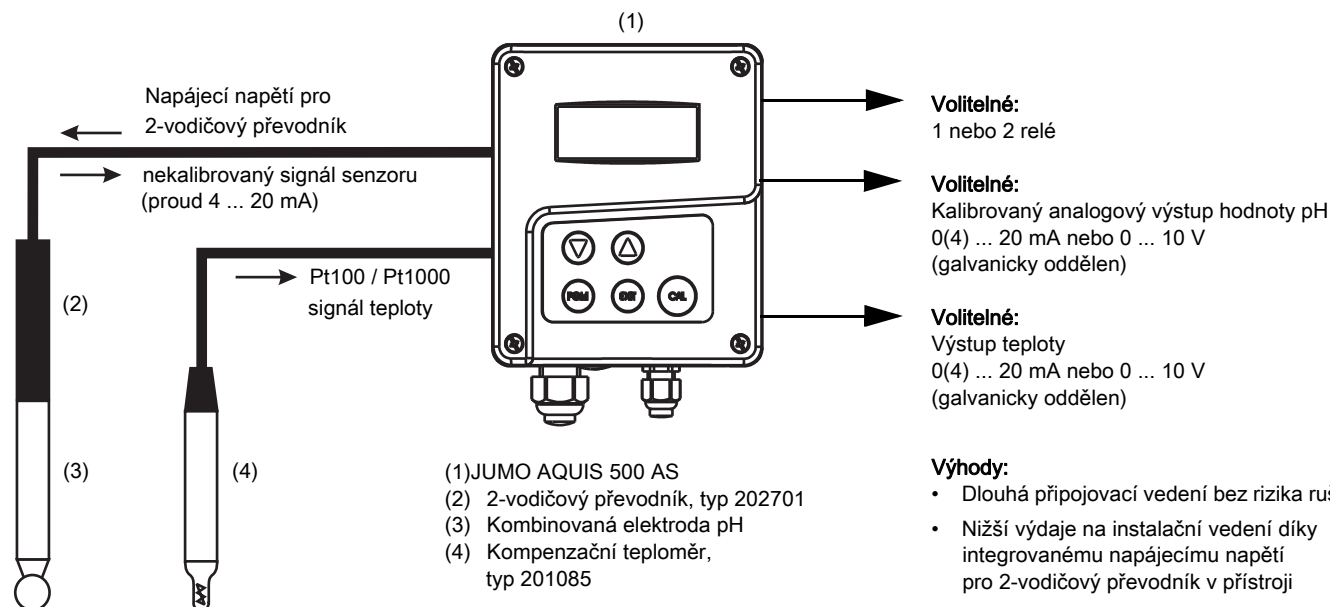 (1)
Napájecí napětí pro
2-vodičový převodník
nekalibrovaný signál senzoru
(proud 4 ... 20 mA)
Pt100 / Pt1000
signál teploty
(2)
(3)
(4)
PGM
EXIT
CAL
Volitelné:
1 nebo 2 relé
Volitelné:
Kalibrovaný analogový výstup hodnoty pH
0(4) ... 20 mA nebo 0 ... 10 V
(galvanicky oddělen)
Volitelné:
Výstup teploty
0(4) ... 20 mA nebo 0 ... 10 V
(galvanicky oddělen)
(1)JUMO AQUIS 500 AS
(2) 2-vodičový převodník, typ 202701
(3) Kombinovaná elektroda pH
(4) Kompenzační teploměr,
typ 201085
Výhody:
• Dlouhá připojovací vedení bez rizika
• Nižší výdaje na instalační vedení díky
integrovanému napájecímu napětí
pro 2-vodičový převodník v přístroji